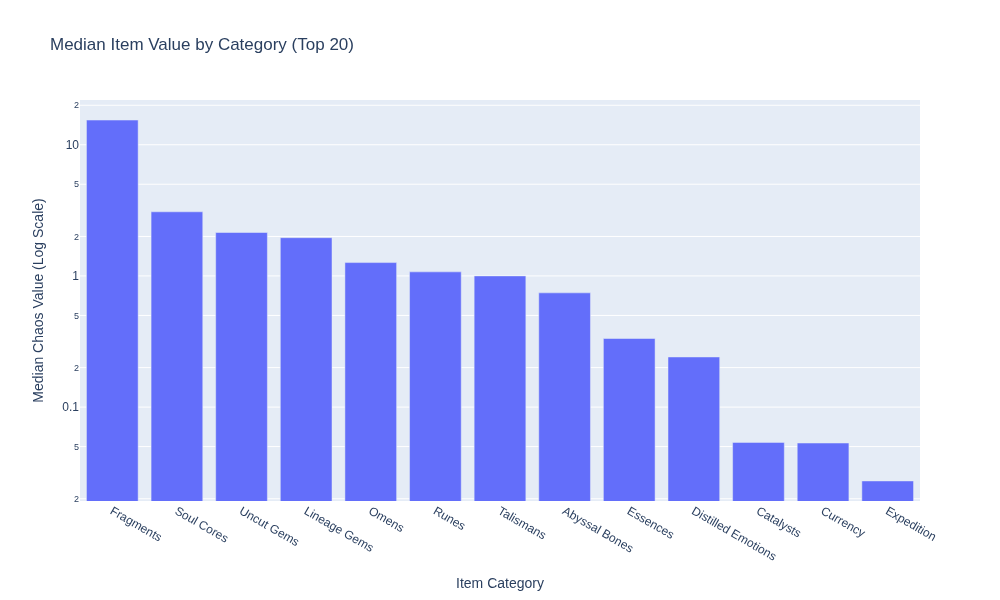 Median Item Value by Category (Top 20)
Median Chaos Value (Log Scale)
2
10
5
2
1
5
2
0.1
5
2
Fragments
Soul Cores
Uncut Gems
Lineage Gems
Omens
Runes
Talismans
Abyssal Bones
Essences
Distilled Emotions
Catalysts
Currency
Expedition
Item Category